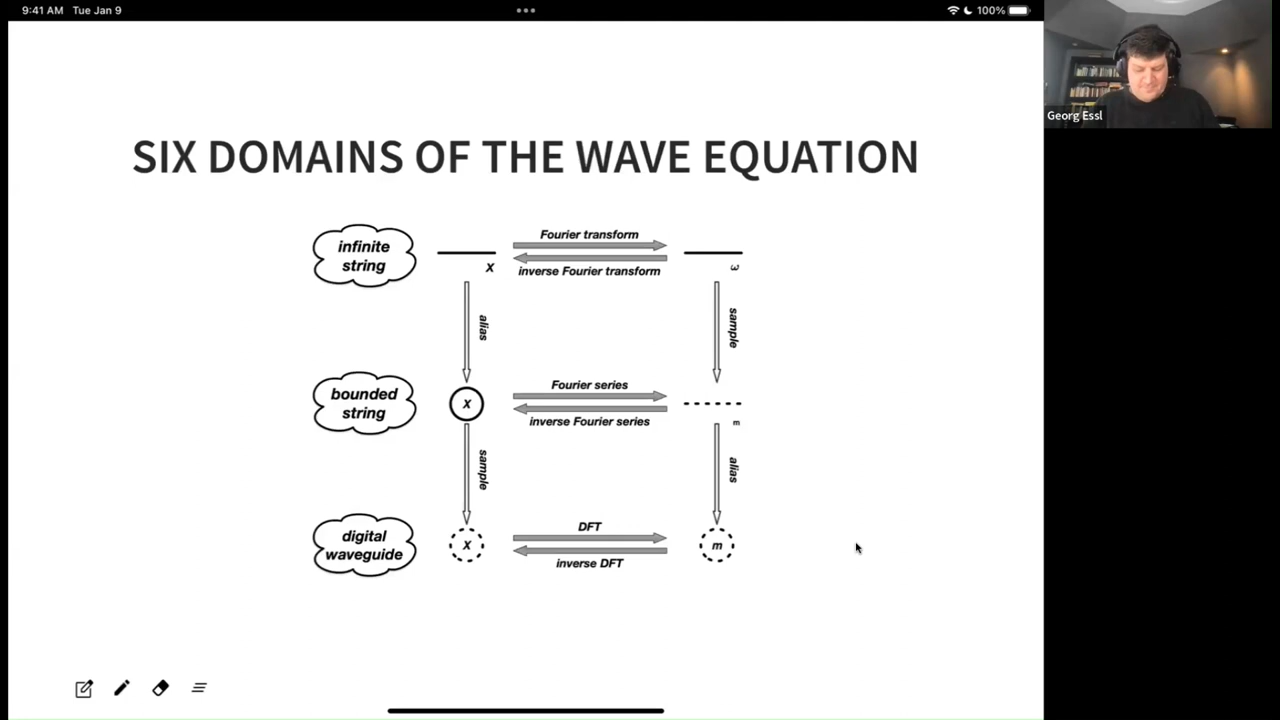 9:41 AM Tue Jan 9
100%
Georg Essl
SIX DOMAINS OF THE WAVE EQUATION
infinite
string
Fourier transform
inverse Fourier transform
X
ω
alias
sample
bounded
string
X
Fourier series
inverse Fourier series
m
sample
alias
digital
waveguide
X
DFT
inverse DFT
m